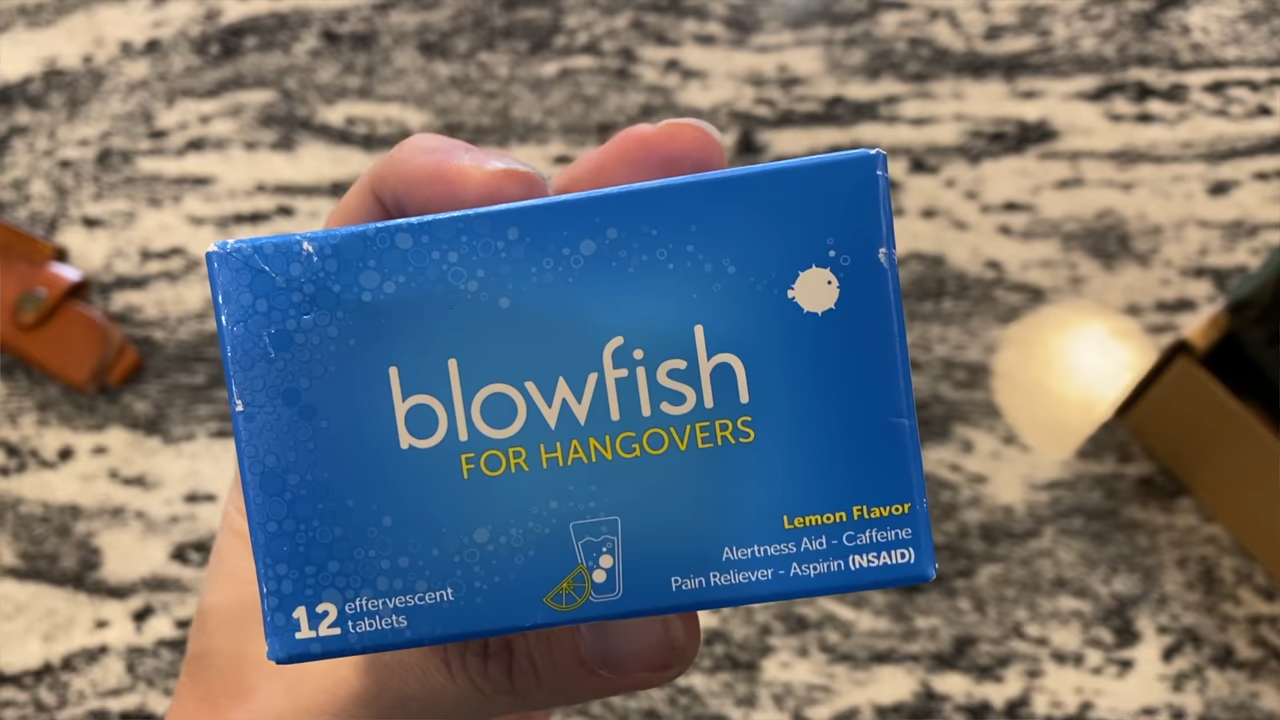 blowfish
FOR HANGOVERS
Lemon Flavor
Alertness Aid - Caffeine
Pain Reliever - Aspirin (NSAID)
12 effervescent
tablets